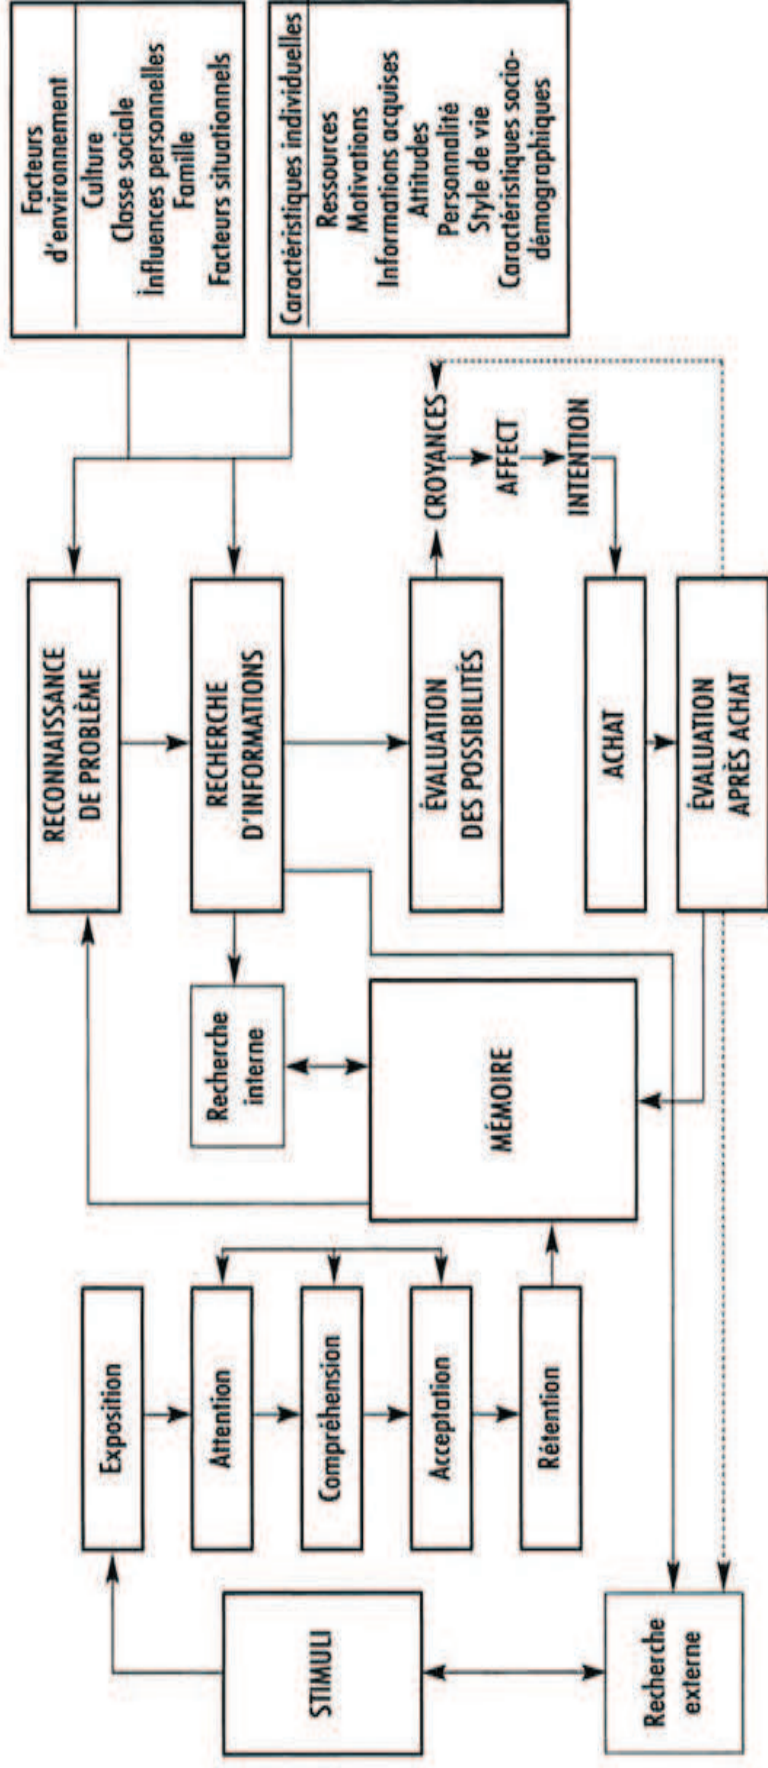 STIMULI
Recherche
externe
Exposition
Attention
Compréhension
Acceptation
Rétention
MÉMOIRE
Recherche
interne
RECONNAISSANCE
DE PROBLÈME
RECHERCHE
D'INFORMATIONS
ÉVALUATION
DES POSSIBILITÉS
ACHAT
ÉVALUATION
APRÈS ACHAT
CROYANCES
AFFECT
INTENTION
Facteurs
d'environnement
Culture
Classe sociale
influences personnelles
Famille
Facteurs situationnels
Caractéristiques individuelles
Ressources
Motivations
Informations acquises
Attitudes
Personnalité
Style de vie
Caractéristiques socio-
démographiques